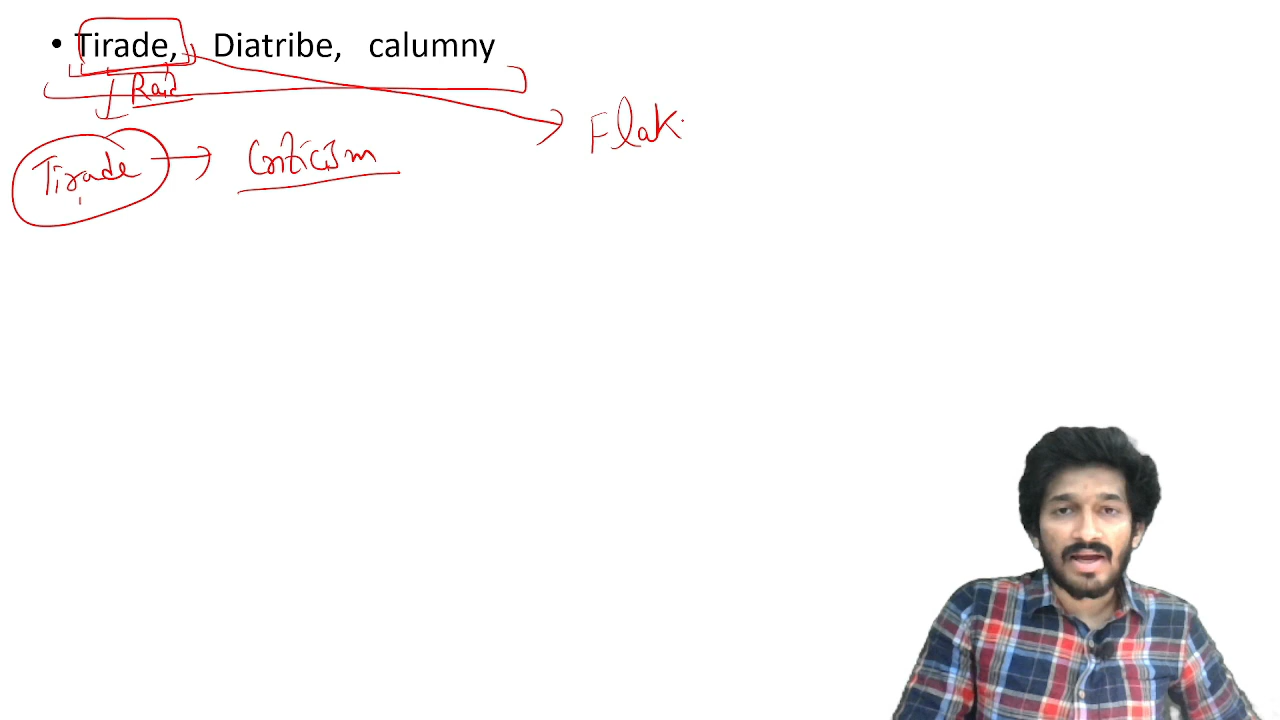 • Tirade, Diatribe, calumny
Raid
Flak
Tirade → Criticism